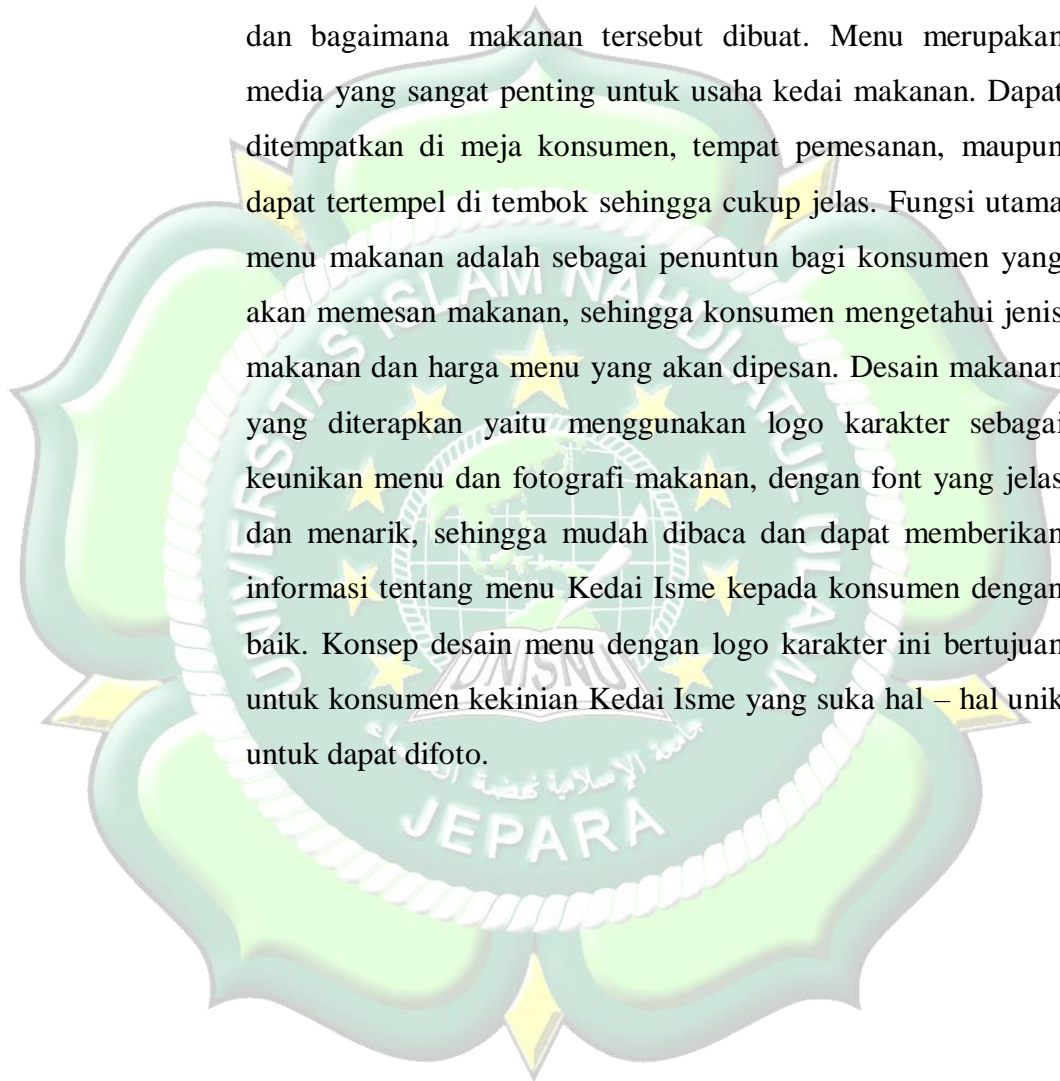 dan bagaimana makanan tersebut dibuat. Menu merupakan
media yang sangat penting untuk usaha kedai makanan. Dapat
ditempatkan di meja konsumen, tempat pemesanan, maupun
dapat tertempel di tembok sehingga cukup jelas. Fungsi utama
menu makanan adalah sebagai penuntun bagi konsumen yang
akan memesan makanan, sehingga konsumen mengetahui jenis
makanan dan harga menu yang akan dipesan. Desain makanan
yang diterapkan yaitu menggunakan logo karakter sebagai
keunikan menu dan fotografi makanan, dengan font yang jelas
dan menarik, sehingga mudah dibaca dan dapat memberikan
informasi tentang menu Kedai Isme kepada konsumen dengan
baik. Konsep desain menu dengan logo karakter ini bertujuan
untuk konsumen kekinian Kedai Isme yang suka hal – hal unik
untuk dapat difoto.
UNIVERSITAS ISLAM NAHDLATUL ULAMA
UNISNU
JEPARA